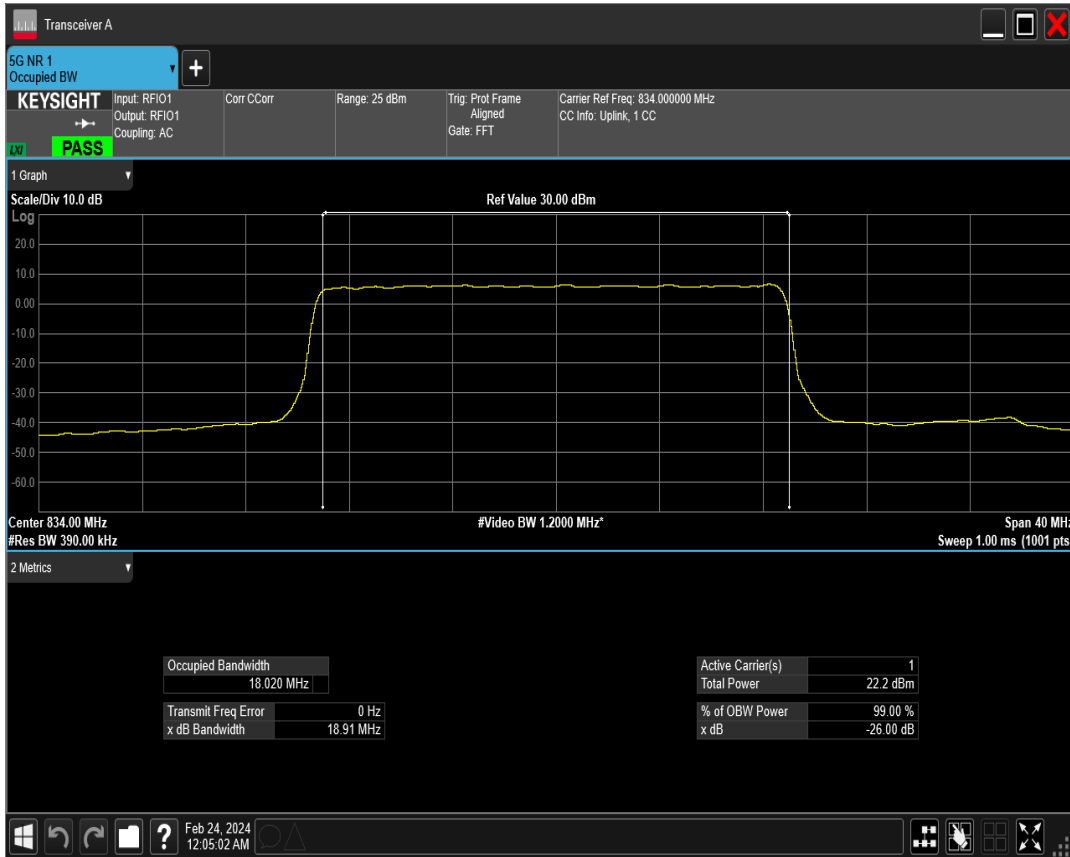 Transceiver A
5G NR 1
Occupied BW
+
KEYSIGHT
LXI
PASS
Input: RFIO1
Output: RFIO1
Coupling: AC
Corr CCorr
Range: 25 dBm
Trig: Prot Frame
Aligned
Gate: FFT
Carrier Ref Freq: 834.000000 MHz
CC Info: Uplink, 1 CC
1 Graph
Scale/Div 10.0 dB
Ref Value 30.00 dBm
Log
20.0
10.0
0.00
-10.0
-20.0
-30.0
-40.0
-50.0
-60.0
Center 834.00 MHz
#Video BW 1.2000 MHz*
Span 40 MHz
#Res BW 390.00 kHz
Sweep 1.00 ms (1001 pts
2 Metrics
Occupied Bandwidth
18.020 MHz
Transmit Freq Error 0 Hz
x dB Bandwidth 18.91 MHz
Active Carrier(s) 1
Total Power 22.2 dBm
% of OBW Power 99.00 %
x dB -26.00 dB
?
Feb 24, 2024
12:05:02 AM